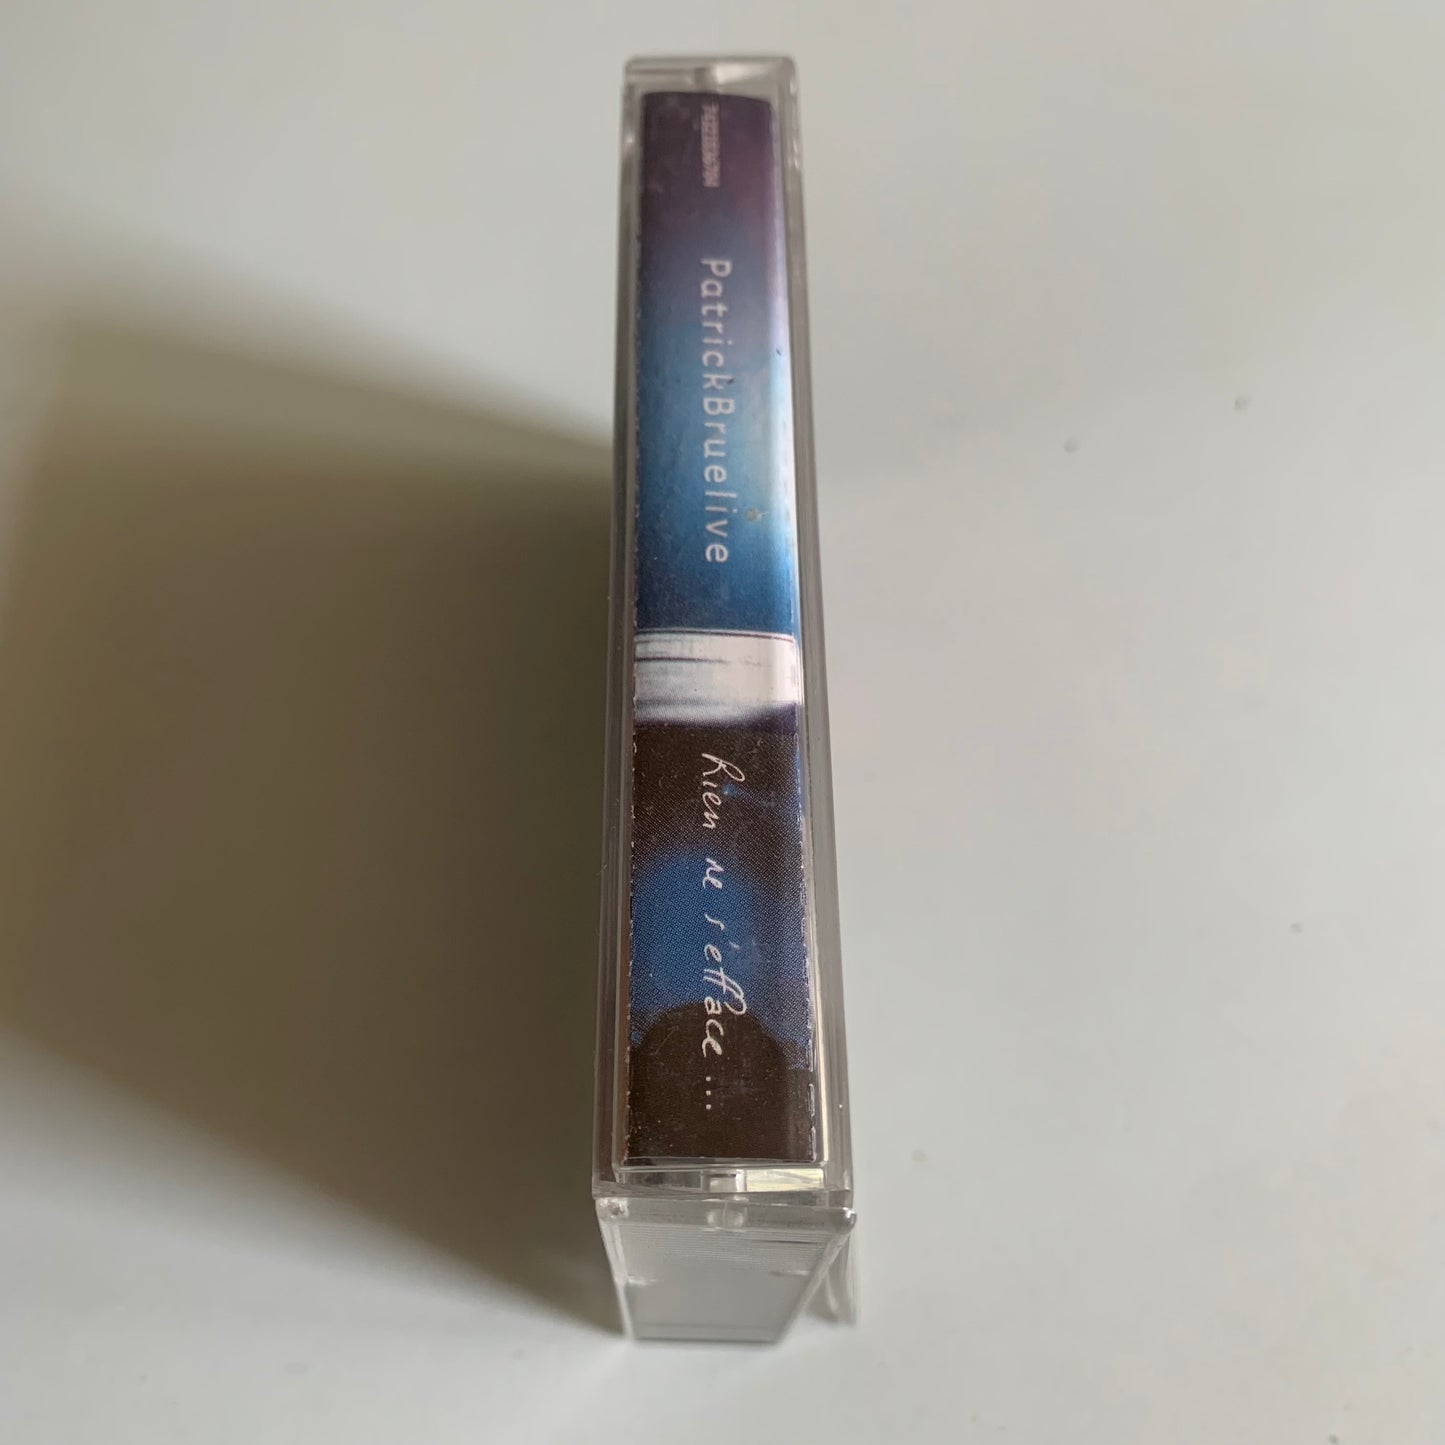 PatrickBruelive
Rien ne s'efface...